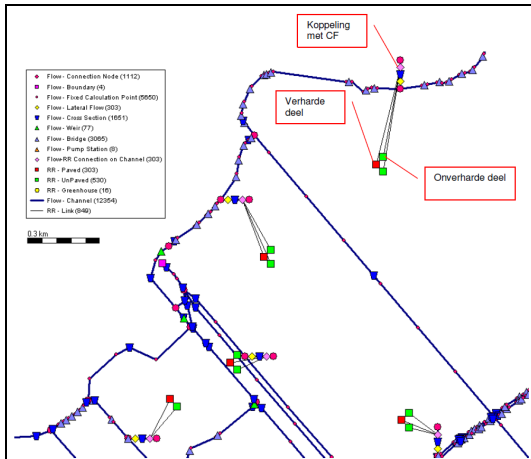 Koppeling
met CF
Flow - Connection Node (1112)
Flow - Boundary (4)
Flow - Fixed Calculation Point (5650)
Flow - Lateral Flow (303)
Flow - Cross Section (1651)
Flow - Weir (77)
Flow - Bridge (3065)
Flow - Pump Station (8)
Flow-RR Connection on Channel (303)
RR - Paved (303)
RR - UnPaved (530)
RR - Greenhouse (16)
Flow - Channel (12354)
RR - Link (849)
Verharde
deel
Onverharde deel
0.3 km